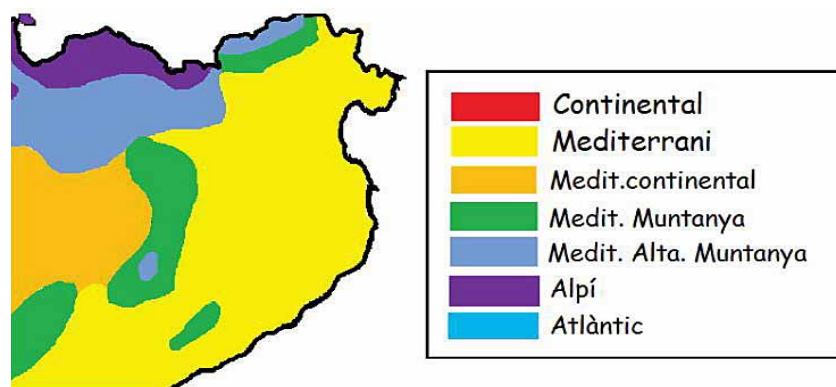 Continental
Mediterrani
Medit.continental
Medit. Muntanya
Medit. Alta. Muntanya
Alpí
Atlàntic